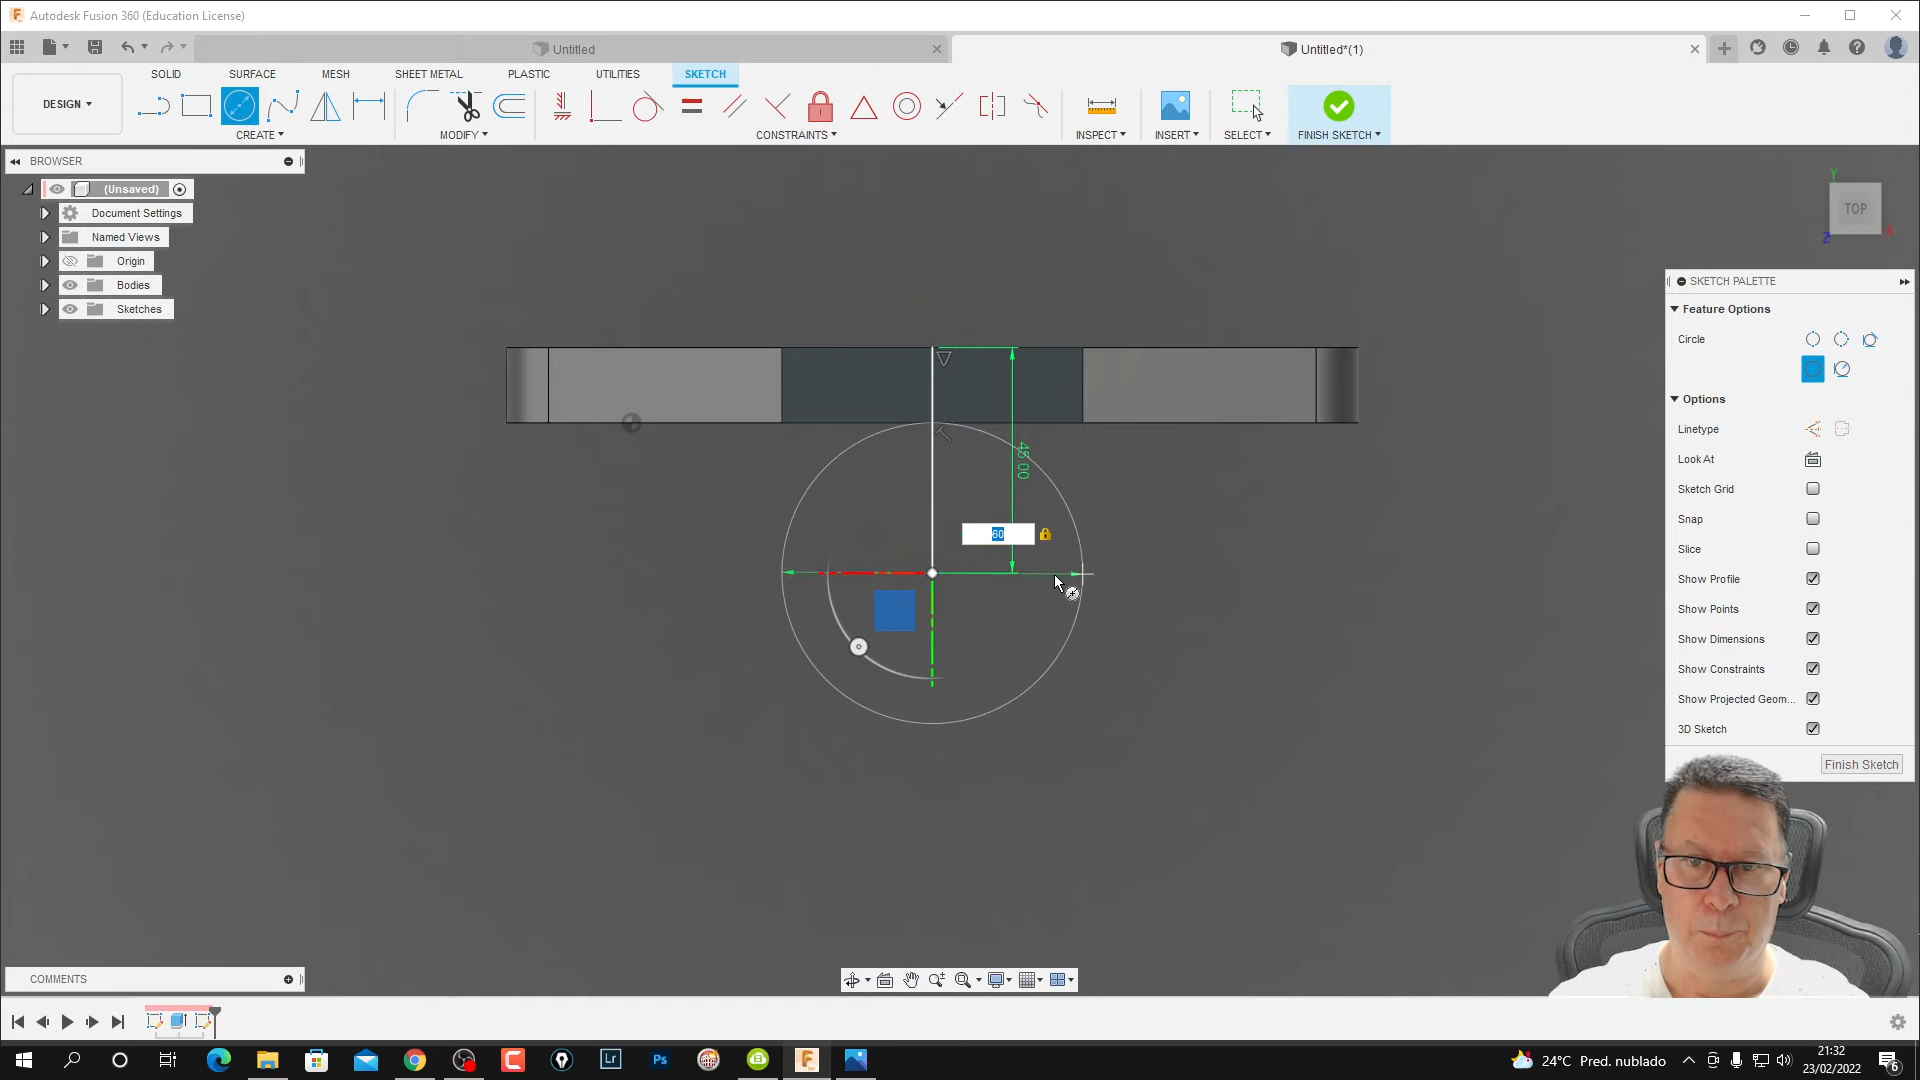 Autodesk Fusion 360 (Education License)
Untitled
Untitled*(1)
SOLID
SURFACE
MESH
SHEET METAL
PLASTIC
UTILITIES
SKETCH
DESIGN
CREATE
MODIFY
CONSTRAINTS
INSPECT
INSERT
SELECT
FINISH SKETCH
BROWSER
(Unsaved)
Document Settings
Named Views
Origin
Bodies
Sketches
Y
TOP
X
Z
45.00
60
SKETCH PALETTE
Feature Options
Circle
Options
Linetype
Look At
Sketch Grid
Snap
Slice
Show Profile
Show Points
Show Dimensions
Show Constraints
Show Projected Geom...
3D Sketch
Finish Sketch
COMMENTS
Lr
Ps
F
24°C Pred. nublado
21:32
23/02/2022
6